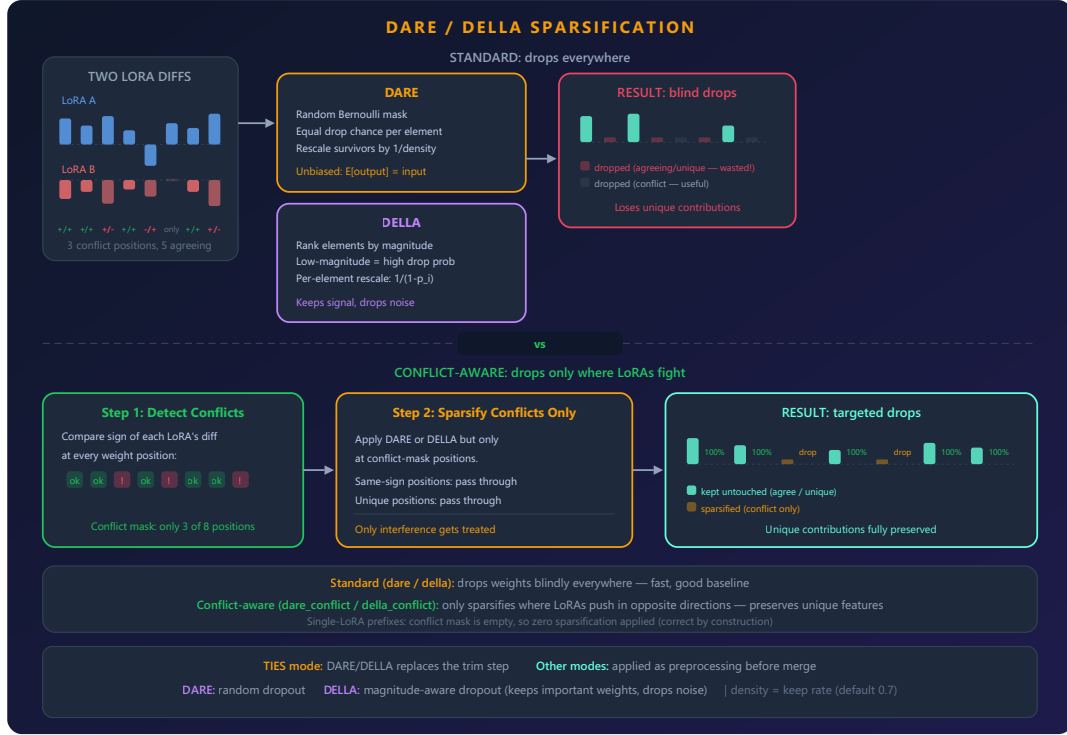 DARE / DELLA SPARSIFICATION
STANDARD: drops everywhere
TWO LORA DIFFS
LoRA A
LoRA B
+/+ +/+ +/- +/+ -/+ only +/+ +/-
3 conflict positions, 5 agreeing
DARE
Random Bernoulli mask
Equal drop chance per element
Rescale survivors by 1/density
Unbiased: E[output] = input
DELLA
Rank elements by magnitude
Low-magnitude = high drop prob
Per-element rescale: 1/(1-p_i)
Keeps signal, drops noise
RESULT: blind drops
dropped (agreeing/unique — wasted!)
dropped (conflict — useful)
Loses unique contributions
vs
CONFLICT-AWARE: drops only where LoRAs fight
Step 1: Detect Conflicts
Compare sign of each LoRA's diff
at every weight position:
ok ok ! ok ! ok ok !
Conflict mask: only 3 of 8 positions
Step 2: Sparsify Conflicts Only
Apply DARE or DELLA but only
at conflict-mask positions.
Same-sign positions: pass through
Unique positions: pass through
Only interference gets treated
RESULT: targeted drops
100% 100% drop 100% drop 100% 100%
kept untouched (agree / unique)
sparsified (conflict only)
Unique contributions fully preserved
Standard (dare / della): drops weights blindly everywhere — fast, good baseline
Conflict-aware (dare_conflict / della_conflict): only sparsifies where LoRAs push in opposite directions — preserves unique features
Single-LoRA prefixes: conflict mask is empty, so zero sparsification applied (correct by construction)
TIES mode: DARE/DELLA replaces the trim step Other modes: applied as preprocessing before merge
DARE: random dropout DELLA: magnitude-aware dropout (keeps important weights, drops noise) | density = keep rate (default 0.7)